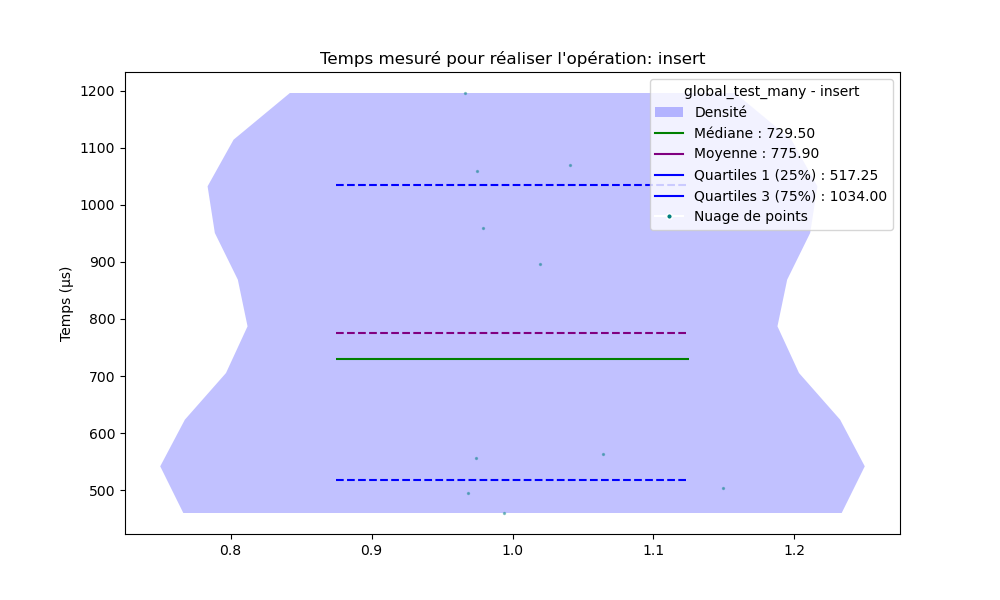 Temps mesuré pour réaliser l'opération: insert
global_test_many - insert
Densité
Médiane : 729.50
Moyenne : 775.90
Quartiles 1 (25%) : 517.25
Quartiles 3 (75%) : 1034.00
Nuage de points
Temps (µs)
1200
1100
1000
900
800
700
600
500
0.8 0.9 1.0 1.1 1.2